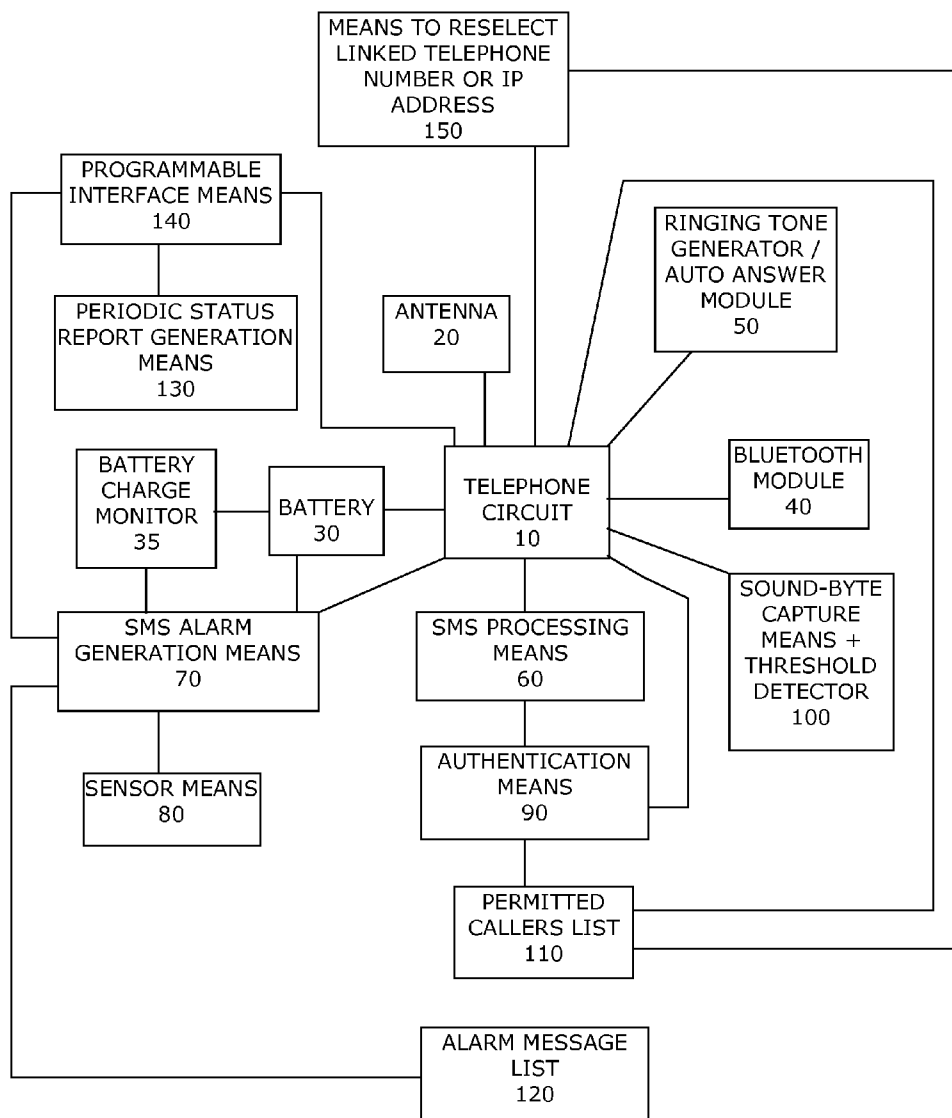 MEANS TO RESELECT
LINKED TELEPHONE
NUMBER OR IP
ADDRESS
150
PROGRAMMABLE
INTERFACE MEANS
140
RINGING TONE
GENERATOR /
AUTO ANSWER
MODULE
50
PERIODIC STATUS
REPORT GENERATION
MEANS
130
ANTENNA
20
BATTERY
CHARGE
MONITOR
35
BATTERY
30
TELEPHONE
CIRCUIT
10
BLUETOOTH
MODULE
40
SMS ALARM
GENERATION MEANS
70
SMS PROCESSING
MEANS
60
SOUND-BYTE
CAPTURE
MEANS +
THRESHOLD
DETECTOR
100
SENSOR MEANS
80
AUTHENTICATION
MEANS
90
PERMITTED
CALLERS LIST
110
ALARM MESSAGE
LIST
120